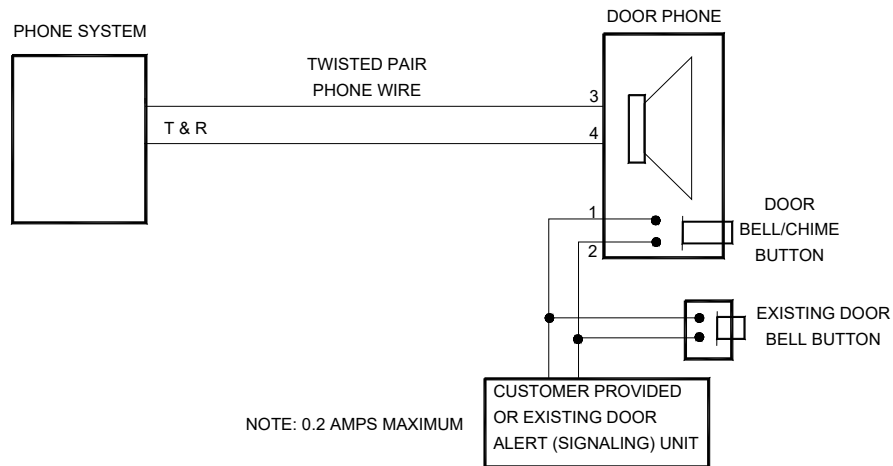 DOOR PHONE
PHONE SYSTEM
TWISTED PAIR
PHONE WIRE
3
T & R
4
1
2
DOOR
BELL/CHIME
BUTTON
EXISTING DOOR
BELL BUTTON
NOTE: 0.2 AMPS MAXIMUM
CUSTOMER PROVIDED
OR EXISTING DOOR
ALERT (SIGNALING) UNIT